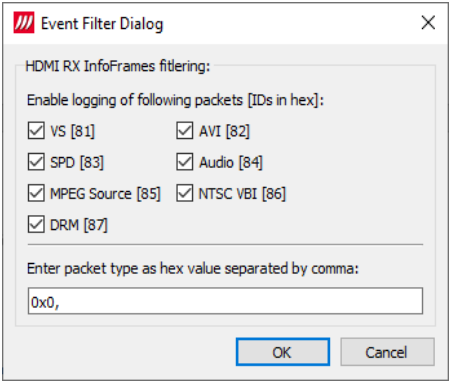 Event Filter Dialog
HDMI RX InfoFrames fitlering:
Enable logging of following packets [IDs in hex]:
VS [81] AVI [82]
SPD [83] Audio [84]
MPEG Source [85] NTSC VBI [86]
DRM [87]
Enter packet type as hex value separated by comma:
0x0,
OK Cancel